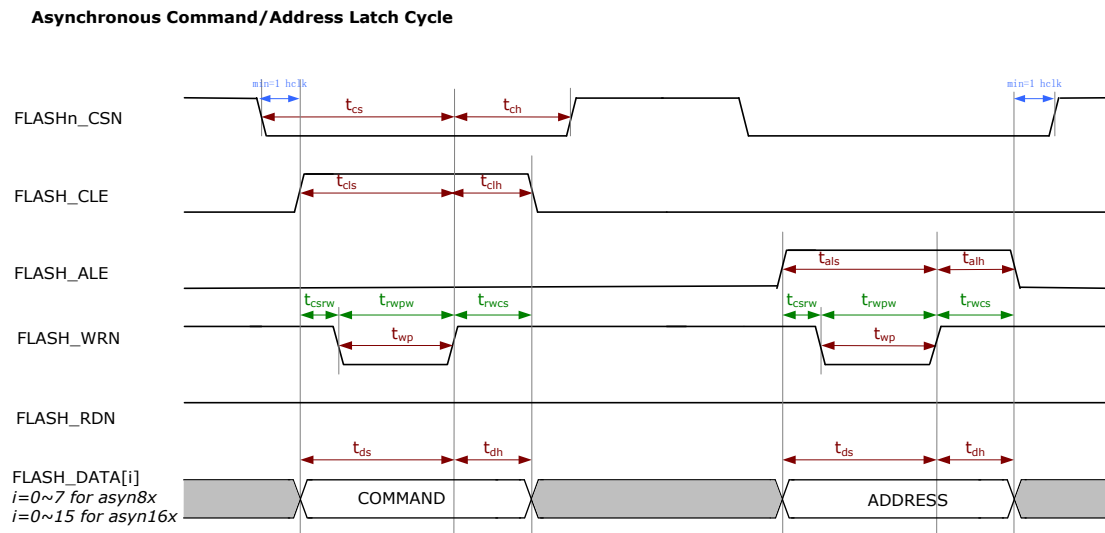 Asynchronous Command/Address Latch Cycle
min=1 hclk
min=1 hclk
FLASHn_CSN
tcs
tch
FLASH_CLE
tcls
tclh
FLASH_ALE
tals
talh
tcsrw
trwpw
trwcs
tcsrw
trwpw
trwcs
FLASH_WRN
twp
twp
FLASH_RDN
tds
tdh
tds
tdh
FLASH_DATA[i]
i=0~7 for asyn8x
i=0~15 for asyn16x
COMMAND
ADDRESS